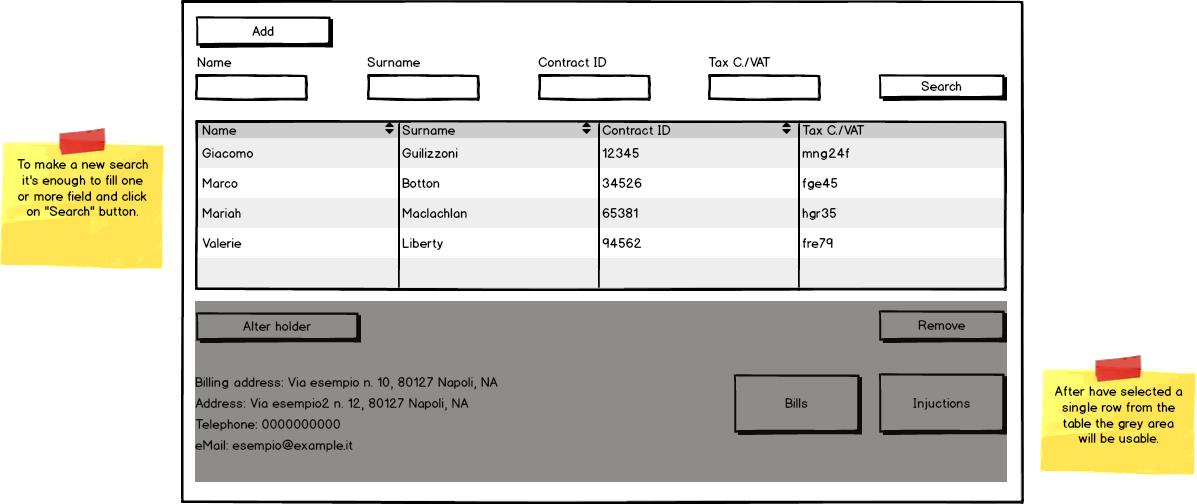 Add
Name Surname Contract ID Tax C./VAT
Search
Name Surname Contract ID Tax C./VAT
Giacomo Guilizzoni 12345 mng24f
Marco Botton 34526 fge45
Mariah Maclachlan 65381 hgr35
Valerie Liberty 94562 fre79
To make a new search
it's enough to fill one
or more field and click
on "Search" button.
Alter holder Remove
Billing address: Via esempio n. 10, 80127 Napoli, NA
Address: Via esempio2 n. 12, 80127 Napoli, NA
Telephone: 0000000000
eMail: esempio@example.it
Bills Injuctions
After have selected a
single row from the
table the grey area
will be usable.